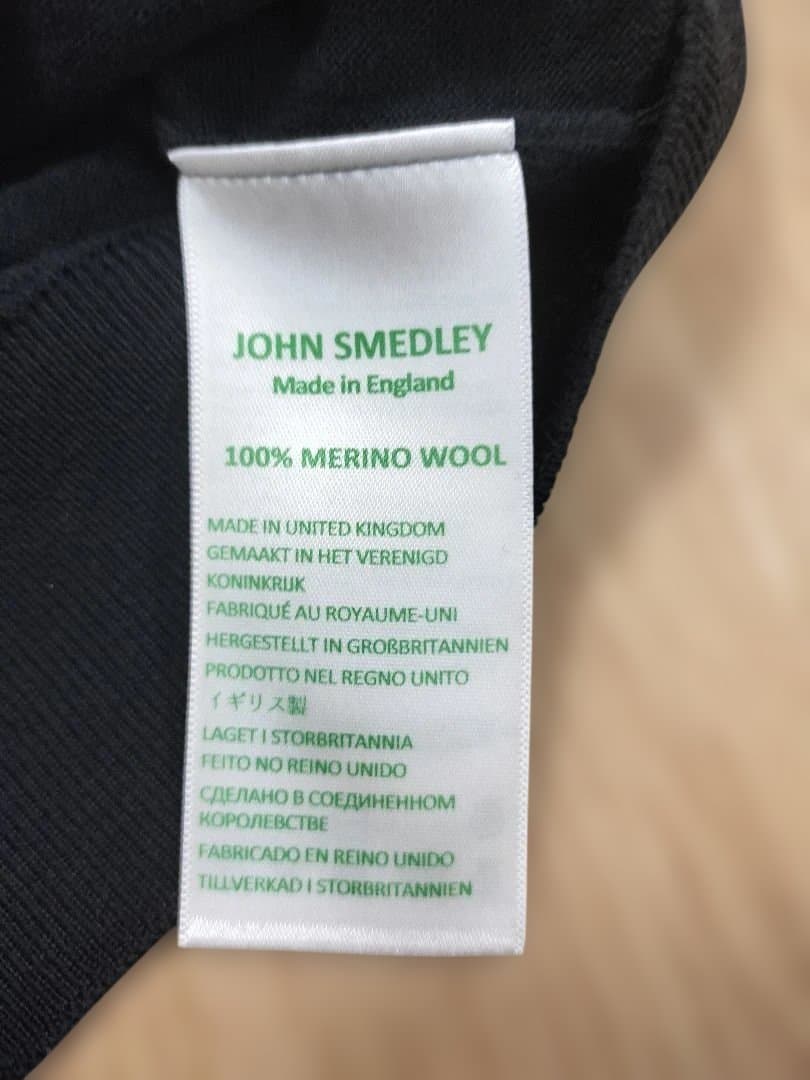 JOHN SMEDLEY
Made in England
100% MERINO WOOL
MADE IN UNITED KINGDOM
GEMAAKT IN HET VERENIGD
KONINKRIJK
FABRIQUÉ AU ROYAUME-UNI
HERGESTELLT IN GROßBRITANNIEN
PRODOTTO NEL REGNO UNITO
イギリス製
LAGET I STORBRITANNIA
FEITO NO REINO UNIDO
СДЕЛАНО В СОЕДИНЕННОМ
КОРОЛЕВСТВЕ
FABRICADO EN REINO UNIDO
TILLVERKAD I STORBRITANNIEN